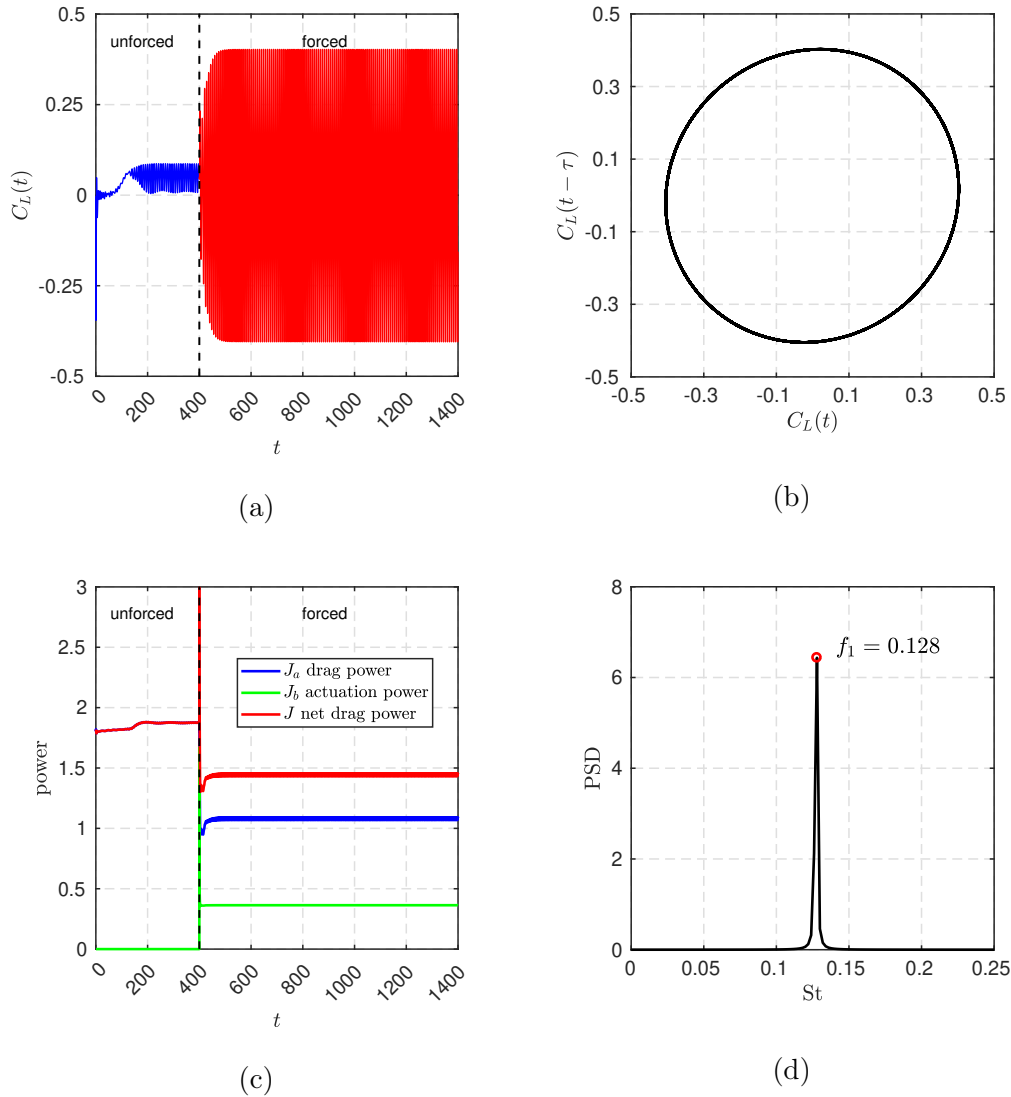 0.5
0.25
0
-0.25
-0.5
C_L(t)
unforced
forced
0 200 400 600 800 1000 1200 1400
t
(a)
0.5
0.3
0.1
-0.1
-0.3
-0.5
C_L(t − τ)
-0.5 -0.3 -0.1 0.1 0.3 0.5
C_L(t)
(b)
3
2.5
2
1.5
1
0.5
0
power
unforced
forced
J_a drag power
J_b actuation power
J net drag power
0 200 400 600 800 1000 1200 1400
t
(c)
8
6
4
2
0
PSD
f_1 = 0.128
0 0.05 0.1 0.15 0.2 0.25
St
(d)